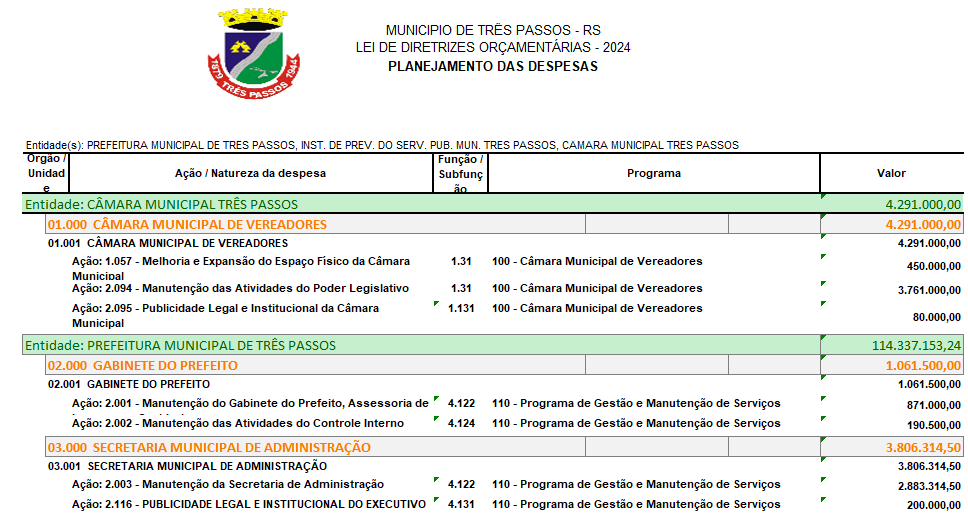 MUNICIPIO DE TRÊS PASSOS - RS
LEI DE DIRETRIZES ORÇAMENTÁRIAS - 2024
PLANEJAMENTO DAS DESPESAS
1879 TRÊS PASSOS 1944
Entidade(s): PREFEITURA MUNICIPAL DE TRES PASSOS, INST. DE PREV. DO SERV. PUB. MUN. TRES PASSOS, CAMARA MUNICIPAL TRES PASSOS
Orgão / Unidad e Ação / Natureza da despesa Função / Subfunç ão Programa Valor
Entidade: CÂMARA MUNICIPAL TRÊS PASSOS 4.291.000,00
01.000 CÂMARA MUNICIPAL DE VEREADORES 4.291.000,00
01.001 CÂMARA MUNICIPAL DE VEREADORES 4.291.000,00
Ação: 1.057 - Melhoria e Expansão do Espaço Físico da Câmara 1.31 100 - Câmara Municipal de Vereadores 450.000,00
Municipal
Ação: 2.094 - Manutenção das Atividades do Poder Legislativo 1.31 100 - Câmara Municipal de Vereadores 3.761.000,00
Ação: 2.095 - Publicidade Legal e Institucional da Câmara 1.131 100 - Câmara Municipal de Vereadores 80.000,00
Municipal
Entidade: PREFEITURA MUNICIPAL DE TRÊS PASSOS 114.337.153,24
02.000 GABINETE DO PREFEITO 1.061.500,00
02.001 GABINETE DO PREFEITO 1.061.500,00
Ação: 2.001 - Manutenção do Gabinete do Prefeito, Assessoria de 4.122 110 - Programa de Gestão e Manutenção de Serviços 871.000,00
Ação: 2.002 - Manutenção das Atividades do Controle Interno 4.124 110 - Programa de Gestão e Manutenção de Serviços 190.500,00
03.000 SECRETARIA MUNICIPAL DE ADMINISTRAÇÃO 3.806.314,50
03.001 SECRETARIA MUNICIPAL DE ADMINISTRAÇÃO 3.806.314,50
Ação: 2.003 - Manutenção da Secretaria de Administração 4.122 110 - Programa de Gestão e Manutenção de Serviços 2.883.314,50
Ação: 2.116 - PUBLICIDADE LEGAL E INSTITUCIONAL DO EXECUTIVO 4.131 110 - Programa de Gestão e Manutenção de Serviços 200.000,00